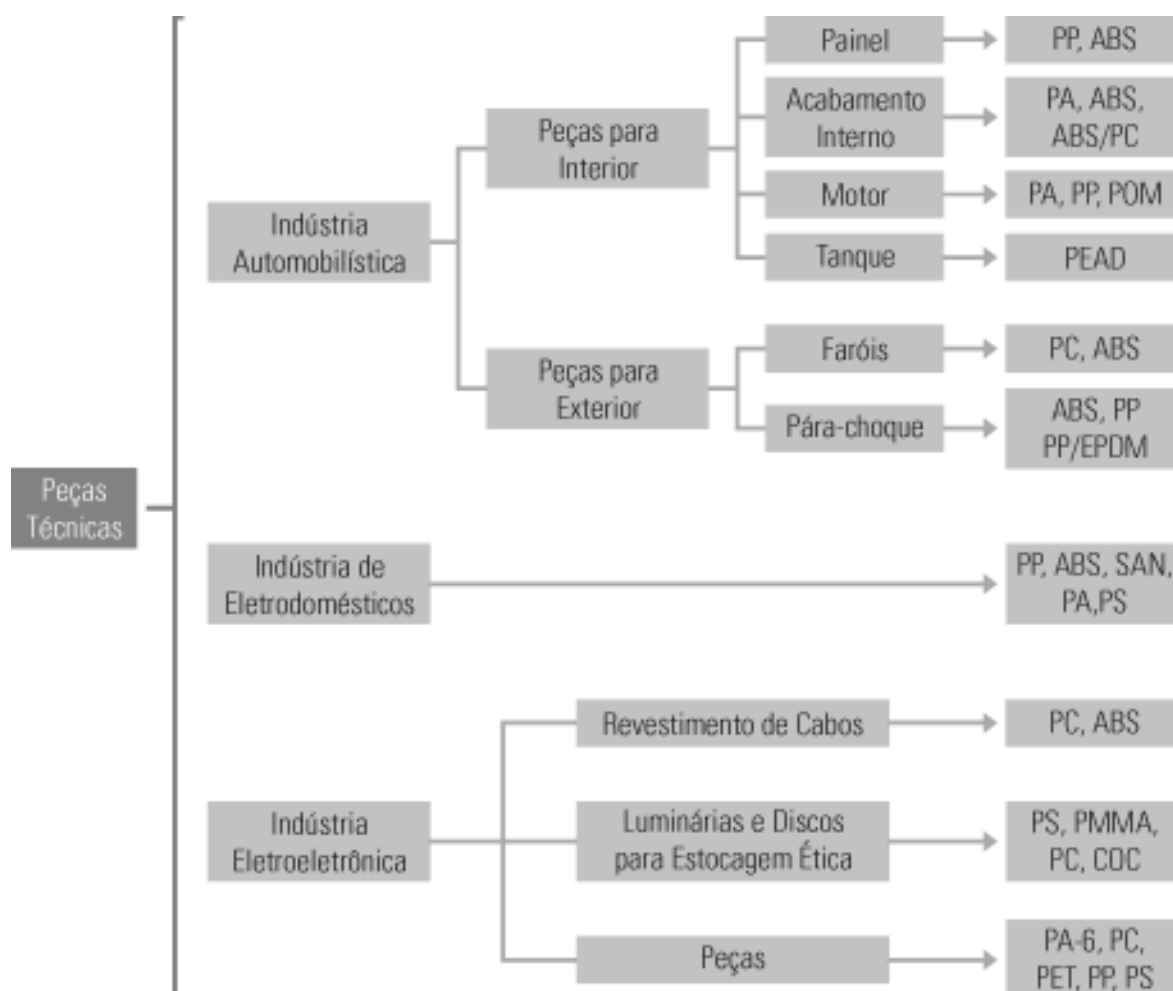 Peças
Técnicas
Indústria
Automobilística
Peças para
Interior
Painel
PP, ABS
Acabamento
Interno
PA, ABS,
ABS/PC
Motor
PA, PP, POM
Tanque
PEAD
Peças para
Exterior
Faróis
PC, ABS
Pára-choque
ABS, PP
PP/EPDM
Indústria de
Eletrodomésticos
PP, ABS, SAN,
PA,PS
Indústria
Eletroeletrônica
Revestimento de Cabos
PC, ABS
Luminárias e Discos
para Estocagem Ética
PS, PMMA,
PC, COC
Peças
PA-6, PC,
PET, PP, PS